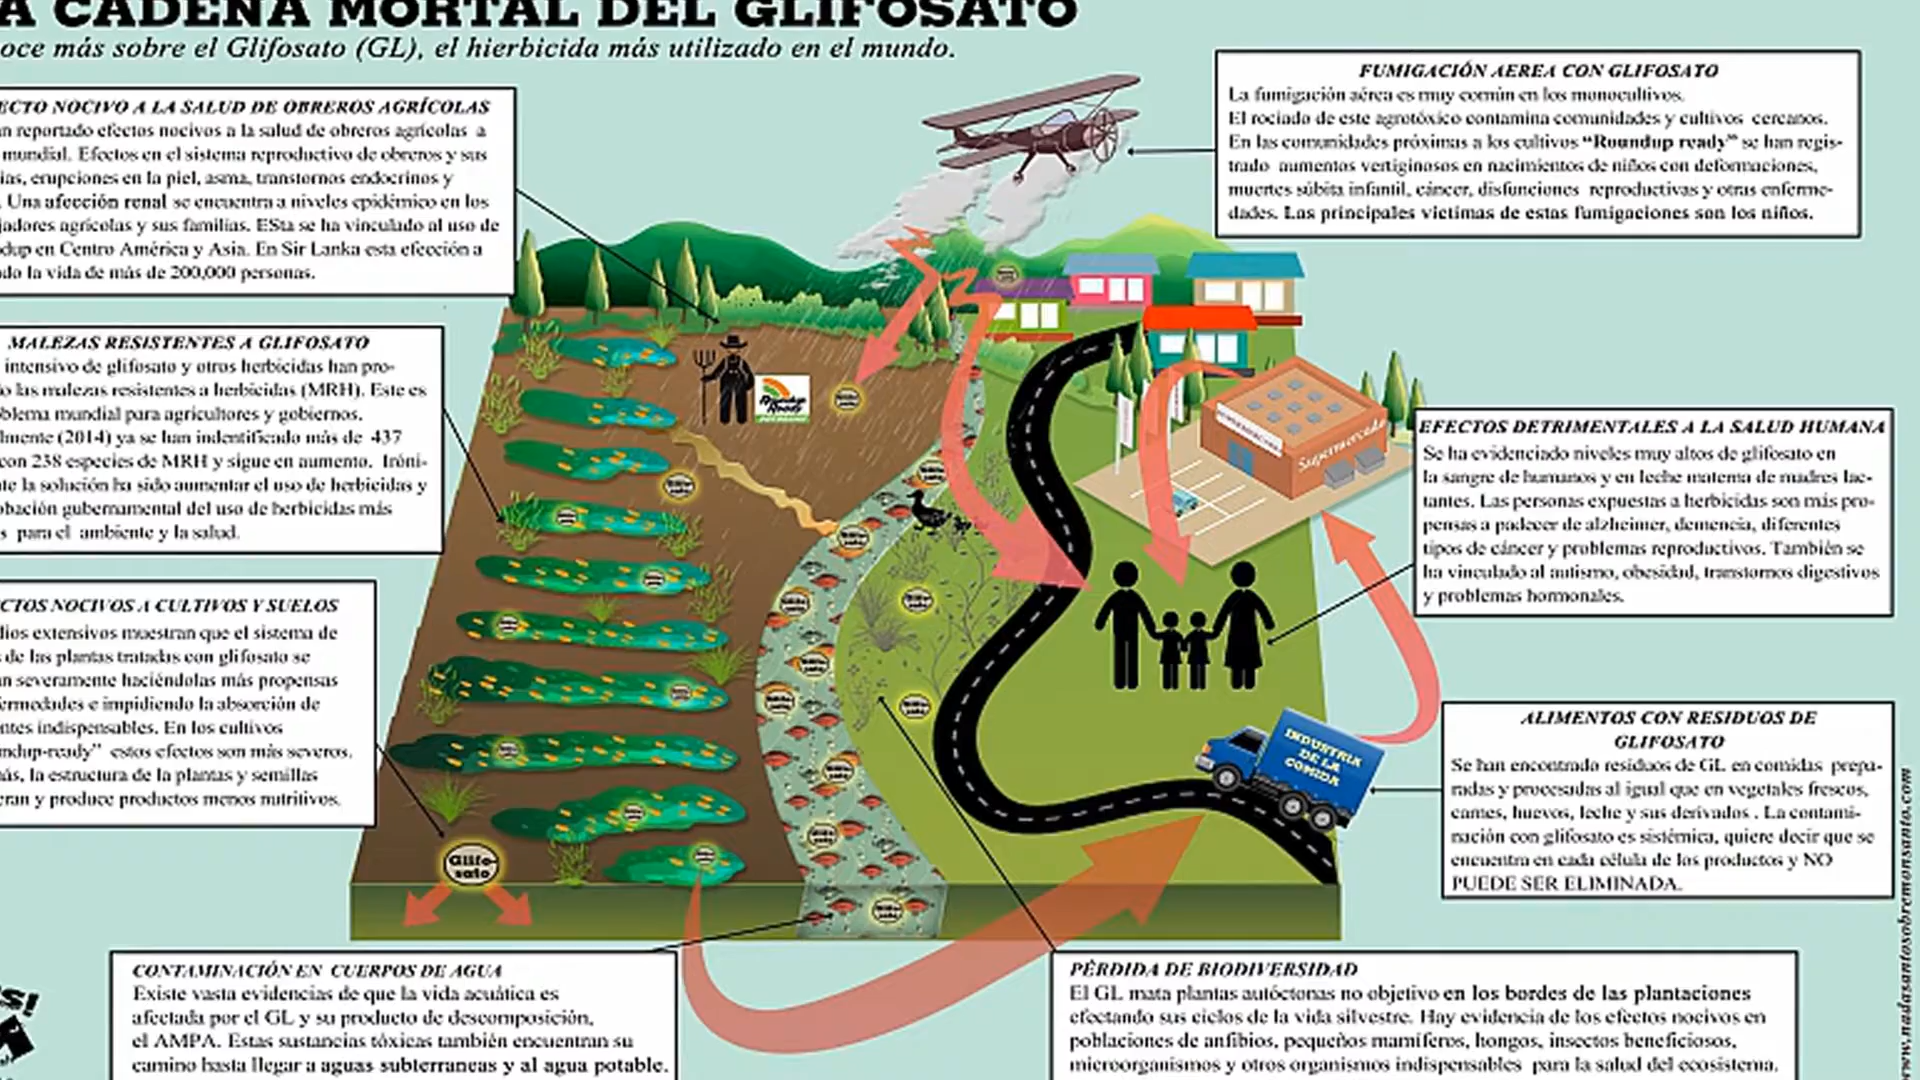 A CADENA MORTAL DEL GLIFOSATO
oce más sobre el Glifosato (GL), el hierbicida más utilizado en el mundo.
ECTO NOCIVO A LA SALUD DE OBREROS AGRÍCOLAS
n reportado efectos nocivos a la salud de obreros agrícolas a
mundial. Efectos en el sistema reproductivo de obreros y sus
ias, erupciones en la piel, asma, transtornos endocrinos y
. Una afección renal se encuentra a niveles epidémico en los
jadores agrícolas y sus familias. ESta se ha vinculado al uso de
ndup en Centro América y Asia. En Sir Lanka esta efección a
do la vida de más de 200,000 personas.
MALEZAS RESISTENTES A GLIFOSATO
intensivo de glifosato y otros herbicidas han pro-
o las malezas resistentes a herbicidas (MRH). Este es
blema mundial para agricultores y gobiernos.
lmente (2014) ya se han indentificado más de 437
con 238 especies de MRH y sigue en aumento. Iróni-
te la solución ha sido aumentar el uso de herbicidas y
obación gubernamental del uso de herbicidas más
s para el ambiente y la salud.
CTOS NOCIVOS A CULTIVOS Y SUELOS
dios extensivos muestran que el sistema de
de las plantas tratadas con glifosato se
n severamente haciéndolas más propensas
ermedades e impidiendo la absorción de
ntes indispensables. En los cultivos
ndup-ready” estos efectos son más severos.
ás, la estructura de la plantas y semillas
eran y produce productos menos nutritivos.
FUMIGACIÓN AEREA CON GLIFOSATO
La fumigación aérea es muy común en los monocultivos.
El rociado de este agrotóxico contamina comunidades y cultivos cercanos.
En las comunidades próximas a los cultivos “Roundup ready” se han regis-
trado aumentos vertiginosos en nacimientos de niños con deformaciones,
muertes súbita infantil, cáncer, disfunciones reproductivas y otras enferme-
dades. Las principales victimas de estas fumigaciones son los niños.
Roundup
Ready
Supermercado
EFECTOS DETRIMENTALES A LA SALUD HUMANA
Se ha evidenciado niveles muy altos de glifosato en
la sangre de humanos y en leche materna de madres lac-
tantes. Las personas expuestas a herbicidas son más pro-
pensas a padecer de alzheimer, demencia, diferentes
tipos de cáncer y problemas reproductivos. También se
ha vinculado al autismo, obesidad, transtornos digestivos
y problemas hormonales.
INDUSTRIA
DE LA
COMIDA
ALIMENTOS CON RESIDUOS DE
GLIFOSATO
Se han encontrado residuos de GL en comidas prepa-
radas y procesadas al igual que en vegetales frescos,
carnes, huevos, leche y sus derivados . La contami-
nación con glifosato es sistémica, quiere decir que se
encuentra en cada célula de los productos y NO
PUEDE SER ELIMINADA.
Glifo-
sato
CONTAMINACIÓN EN CUERPOS DE AGUA
Existe vasta evidencias de que la vida acuática es
afectada por el GL y su producto de descomposición,
el AMPA. Estas sustancias tóxicas también encuentran su
camino hasta llegar a aguas subterraneas y al agua potable.
PÉRDIDA DE BIODIVERSIDAD
El GL mata plantas autóctonas no objetivo en los bordes de las plantaciones
efectando sus ciclos de la vida silvestre. Hay evidencia de los efectos nocivos en
poblaciones de anfibios, pequeños mamíferos, hongos, insectos beneficiosos,
microorganismos y otros organismos indispensables para la salud del ecosistema.
www.nadasantosobremonsanto.com